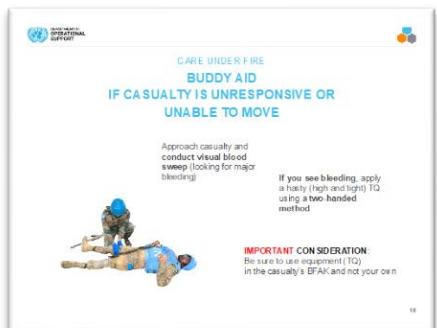 DEPARTMENT OF
OPERATIONAL
SUPPORT
CARE UNDER FIRE
BUDDY AID
IF CASUALTY IS UNRESPONSIVE OR
UNABLE TO MOVE
Approach casualty and
conduct visual blood
sweep (looking for major
bleeding)
If you see bleeding, apply
a hasty (high and tight) TQ
using a two-handed
method
IMPORTANT CONSIDERATION:
Be sure to use equipment (TQ)
in the casualty's BFAK and not your own